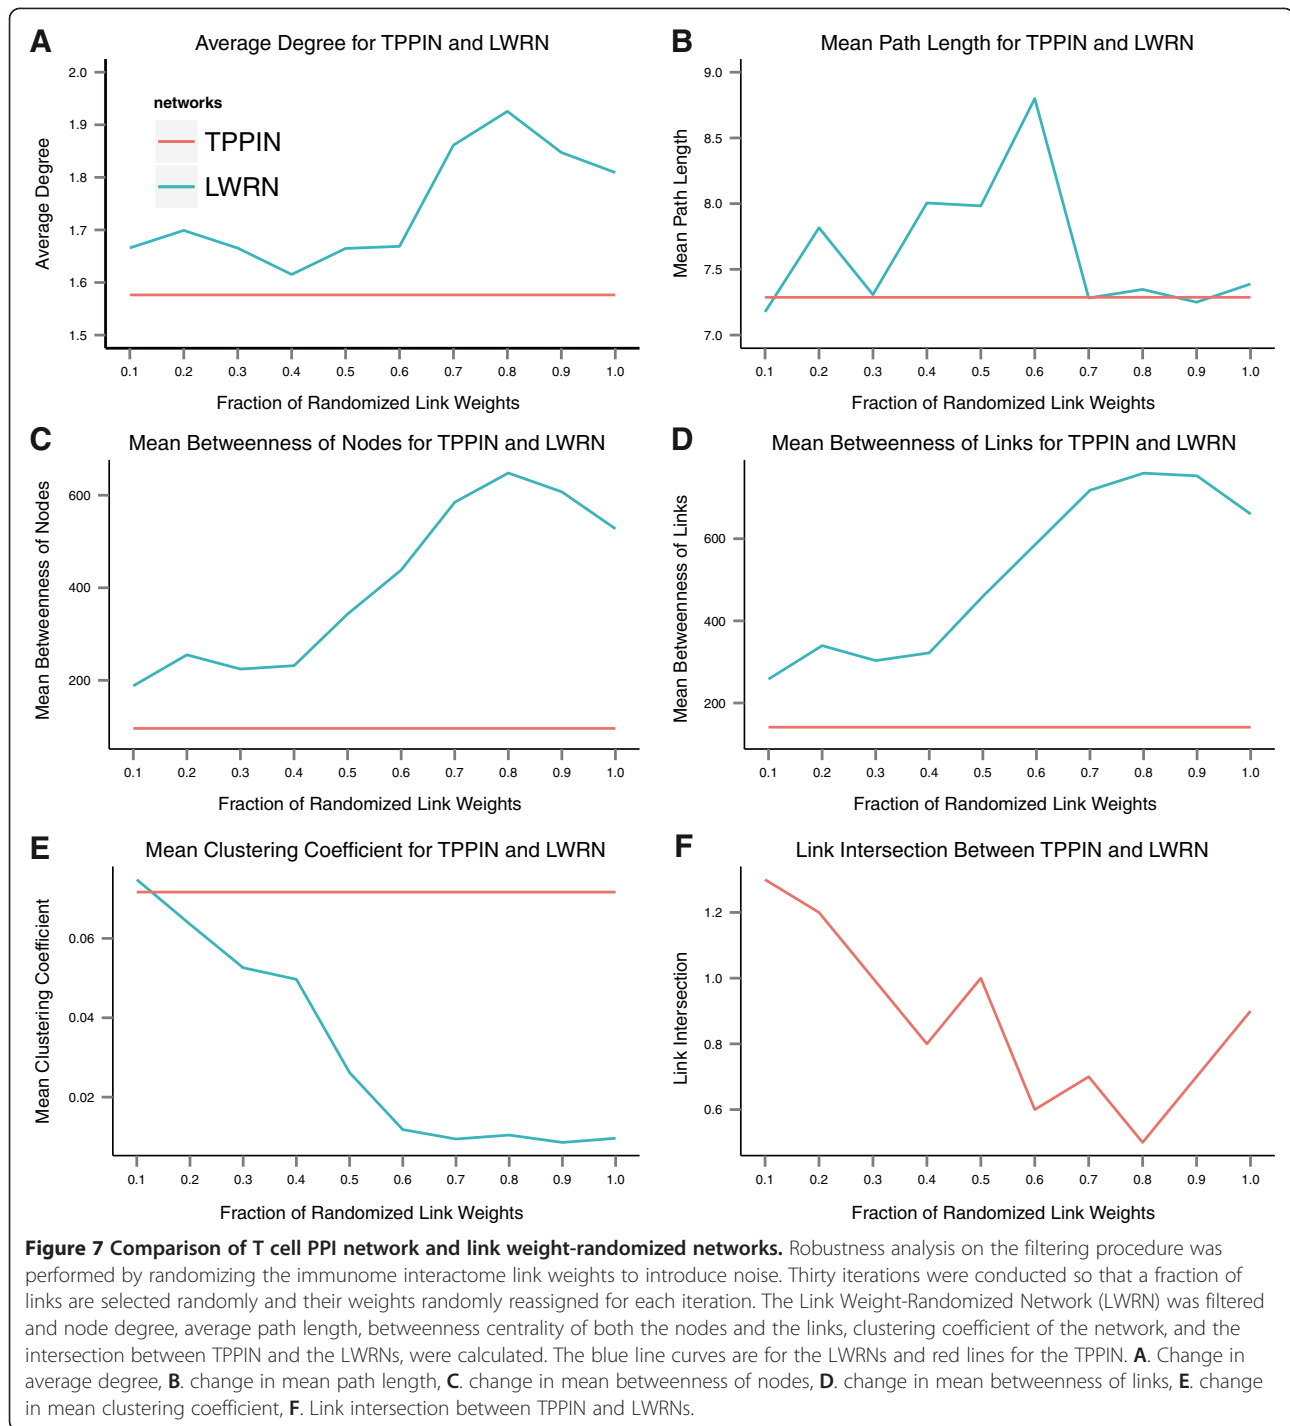 A
Average Degree for TPPIN and LWRN
2.0
1.9
1.8
1.7
1.6
1.5
Average Degree
networks
TPPIN
LWRN
0.1 0.2 0.3 0.4 0.5 0.6 0.7 0.8 0.9 1.0
Fraction of Randomized Link Weights
B
Mean Path Length for TPPIN and LWRN
9.0
8.5
8.0
7.5
7.0
Mean Path Length
0.1 0.2 0.3 0.4 0.5 0.6 0.7 0.8 0.9 1.0
Fraction of Randomized Link Weights
C
Mean Betweenness of Nodes for TPPIN and LWRN
600
400
200
Mean Betweenness of Nodes
0.1 0.2 0.3 0.4 0.5 0.6 0.7 0.8 0.9 1.0
Fraction of Randomized Link Weights
D
Mean Betweenness of Links for TPPIN and LWRN
600
400
200
Mean Betweenness of Links
0.1 0.2 0.3 0.4 0.5 0.6 0.7 0.8 0.9 1.0
Fraction of Randomized Link Weights
E
Mean Clustering Coefficient for TPPIN and LWRN
0.06
0.04
0.02
Mean Clustering Coefficient
0.1 0.2 0.3 0.4 0.5 0.6 0.7 0.8 0.9 1.0
Fraction of Randomized Link Weights
F
Link Intersection Between TPPIN and LWRN
1.2
1.0
0.8
0.6
Link Intersection
0.1 0.2 0.3 0.4 0.5 0.6 0.7 0.8 0.9 1.0
Fraction of Randomized Link Weights
Figure 7 Comparison of T cell PPI network and link weight-randomized networks. Robustness analysis on the filtering procedure was
performed by randomizing the immunome interactome link weights to introduce noise. Thirty iterations were conducted so that a fraction of
links are selected randomly and their weights randomly reassigned for each iteration. The Link Weight-Randomized Network (LWRN) was filtered
and node degree, average path length, betweenness centrality of both the nodes and the links, clustering coefficient of the network, and the
intersection between TPPIN and the LWRNs, were calculated. The blue line curves are for the LWRNs and red lines for the TPPIN. A. Change in
average degree, B. change in mean path length, C. change in mean betweenness of nodes, D. change in mean betweenness of links, E. change
in mean clustering coefficient, F. Link intersection between TPPIN and LWRNs.